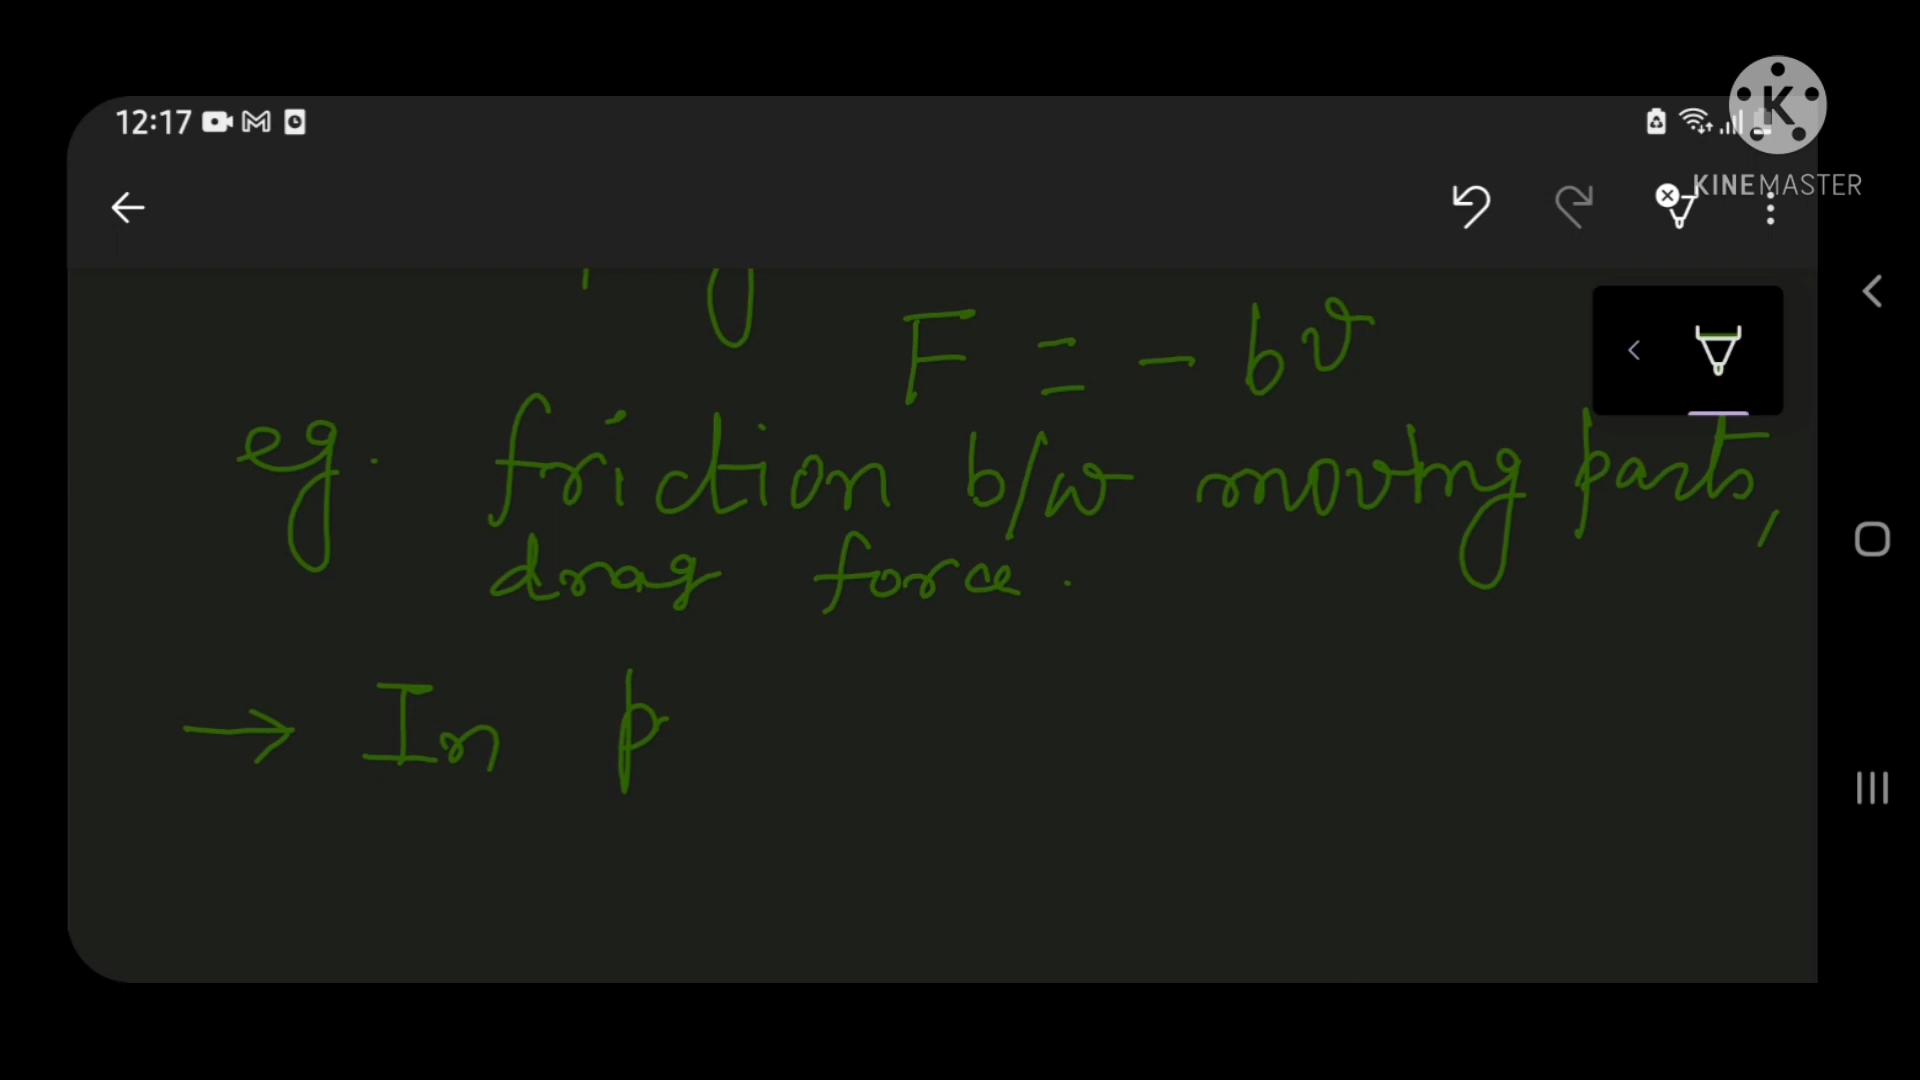 12:17
KINEMASTER
F = - bv
eg. friction b/w moving parts,
drag force.
→ In p